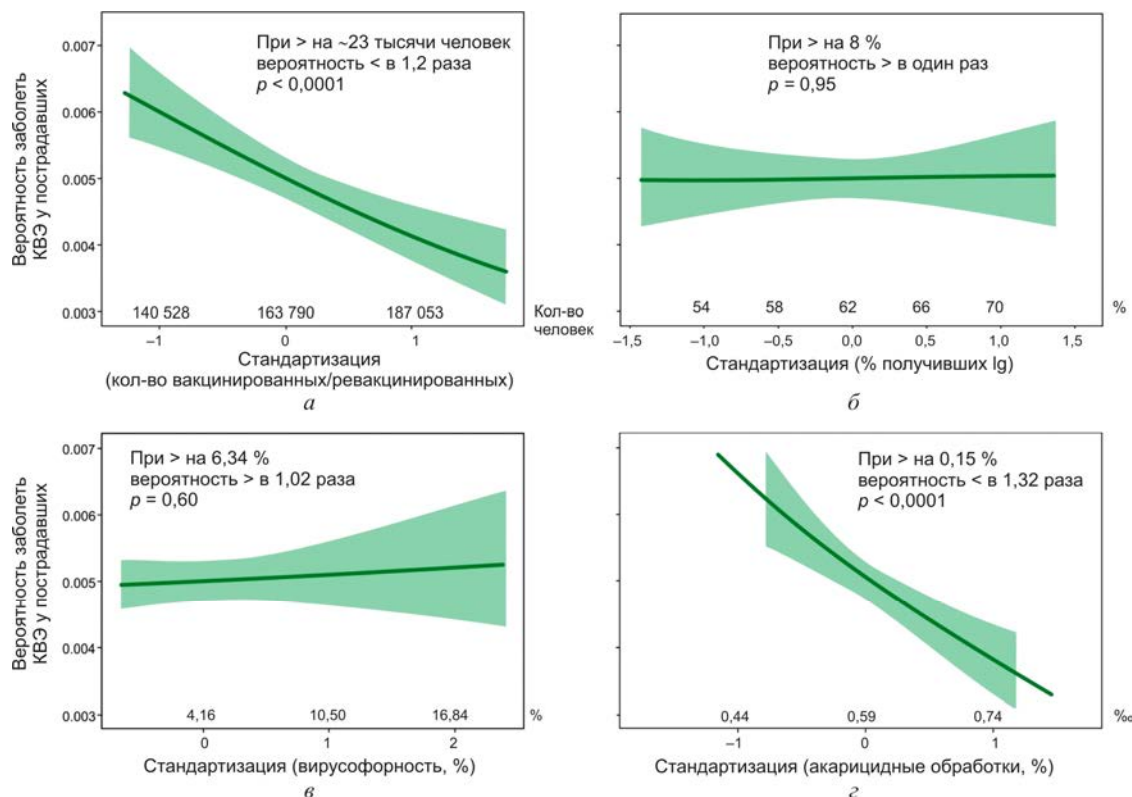 При > на ~23 тысячи человек
вероятность < в 1,2 раза
p < 0,0001
Вероятность заболеть
КВЭ у пострадавших
0.007
0.006
0.005
0.004
0.003
140 528 163 790 187 053
Кол-во
человек
–1 0 1
Стандартизация
(кол-во вакцинированных/ревакцинированных)
а
При > на 8 %
вероятность > в один раз
p = 0,95
54 58 62 66 70 %
–1,5 –1,0 –0,5 0,0 0,5 1,0 1,5
Стандартизация (% получивших Ig)
б
При > на 6,34 %
вероятность > в 1,02 раза
p = 0,60
Вероятность заболеть
КВЭ у пострадавших
0.007
0.006
0.005
0.004
0.003
4,16 10,50 16,84 %
0 1 2
Стандартизация (вирусофорность, %)
в
При > на 0,15 %
вероятность < в 1,32 раза
p < 0,0001
0,44 0,59 0,74 ‰
–1 0 1
Стандартизация (акарицидные обработки, %)
г